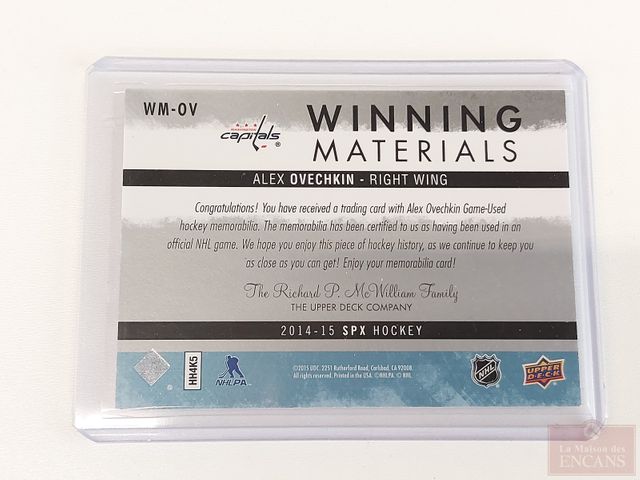 WM-OV
WASHINGTON
capitals
WINNING
MATERIALS
ALEX OVECHKIN - RIGHT WING
Congratulations! You have received a trading card with Alex Ovechkin Game-Used
hockey memorabilia. The memorabilia has been certified to us as having been used in an
official NHL game. We hope you enjoy this piece of hockey history, as we continue to keep you
as close as you can get! Enjoy your memorabilia card!
The Richard P. McWilliam Family
THE UPPER DECK COMPANY
2014-15 SPX HOCKEY
HH4K5
NHLPA
©2015 UDC. 2251 Rutherford Road, Carlsbad, CA 92008.
All rights reserved. Printed in the USA. ©NHLPA. © NHL
NHL
UPPER
DECK
La Maison des
ENCANS